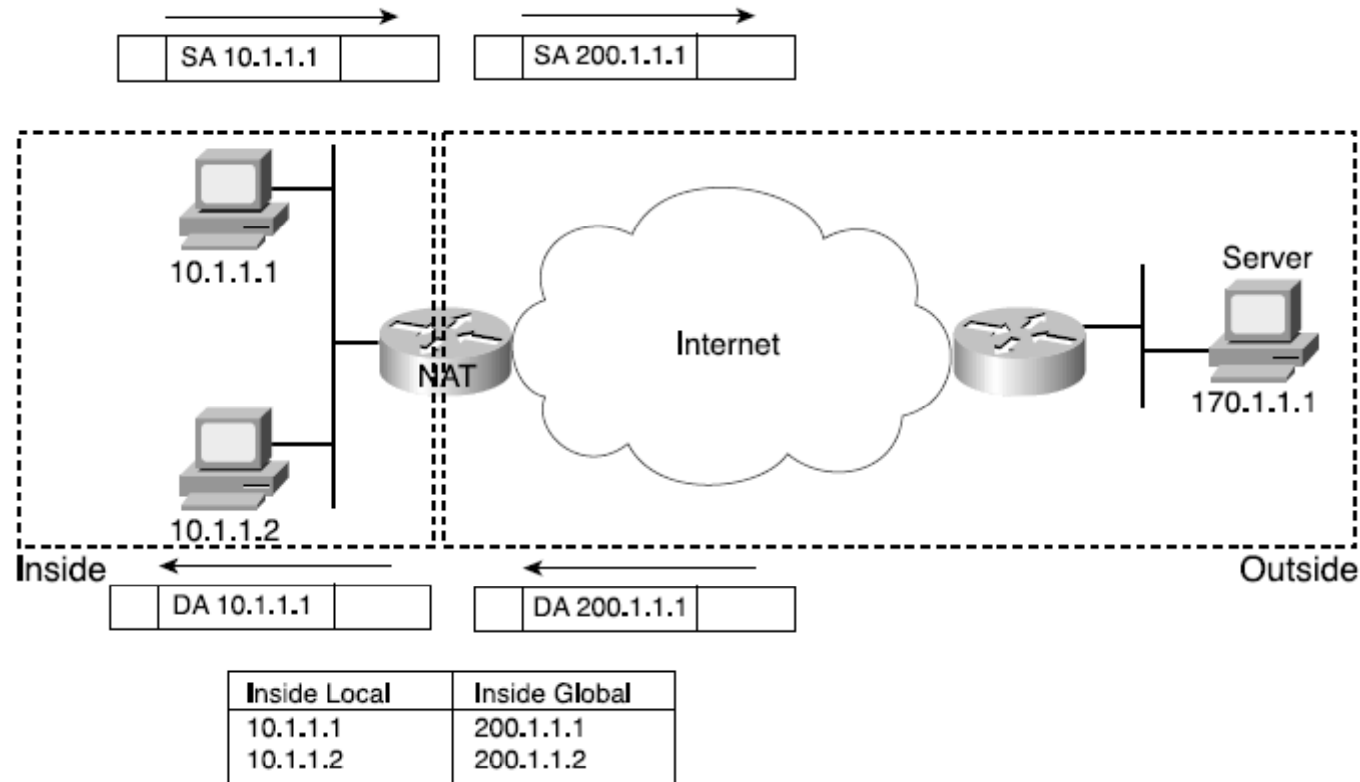 SA 10.1.1.1
SA 200.1.1.1
10.1.1.1
Server
Internet
NAT
170.1.1.1
10.1.1.2
Inside
Outside
DA 10.1.1.1
DA 200.1.1.1
Inside Local Inside Global
10.1.1.1 200.1.1.1
10.1.1.2 200.1.1.2